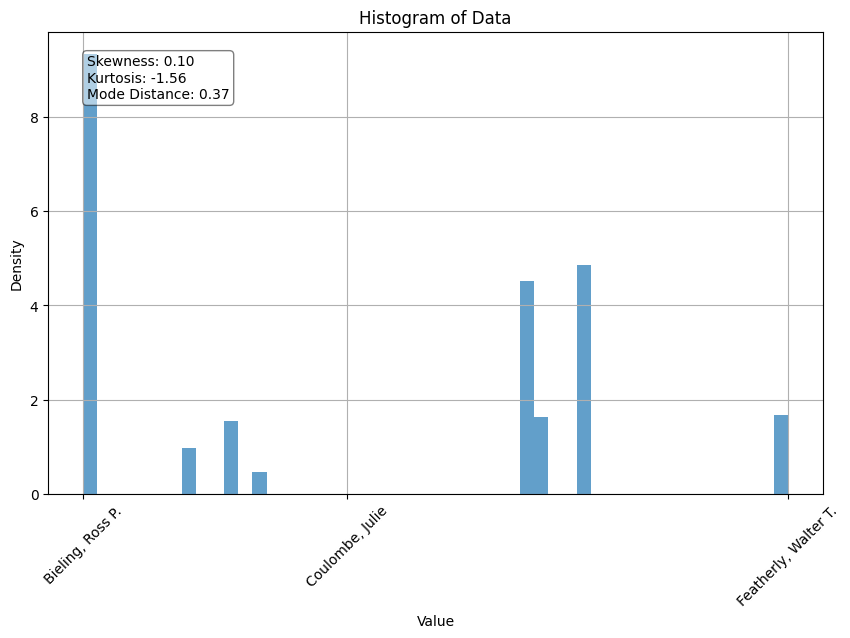 Histogram of Data
Skewness: 0.10
Kurtosis: -1.56
Mode Distance: 0.37
Density
8
6
4
2
0
Bieling, Ross P.
Coulombe, Julie
Featherly, Walter T.
Value